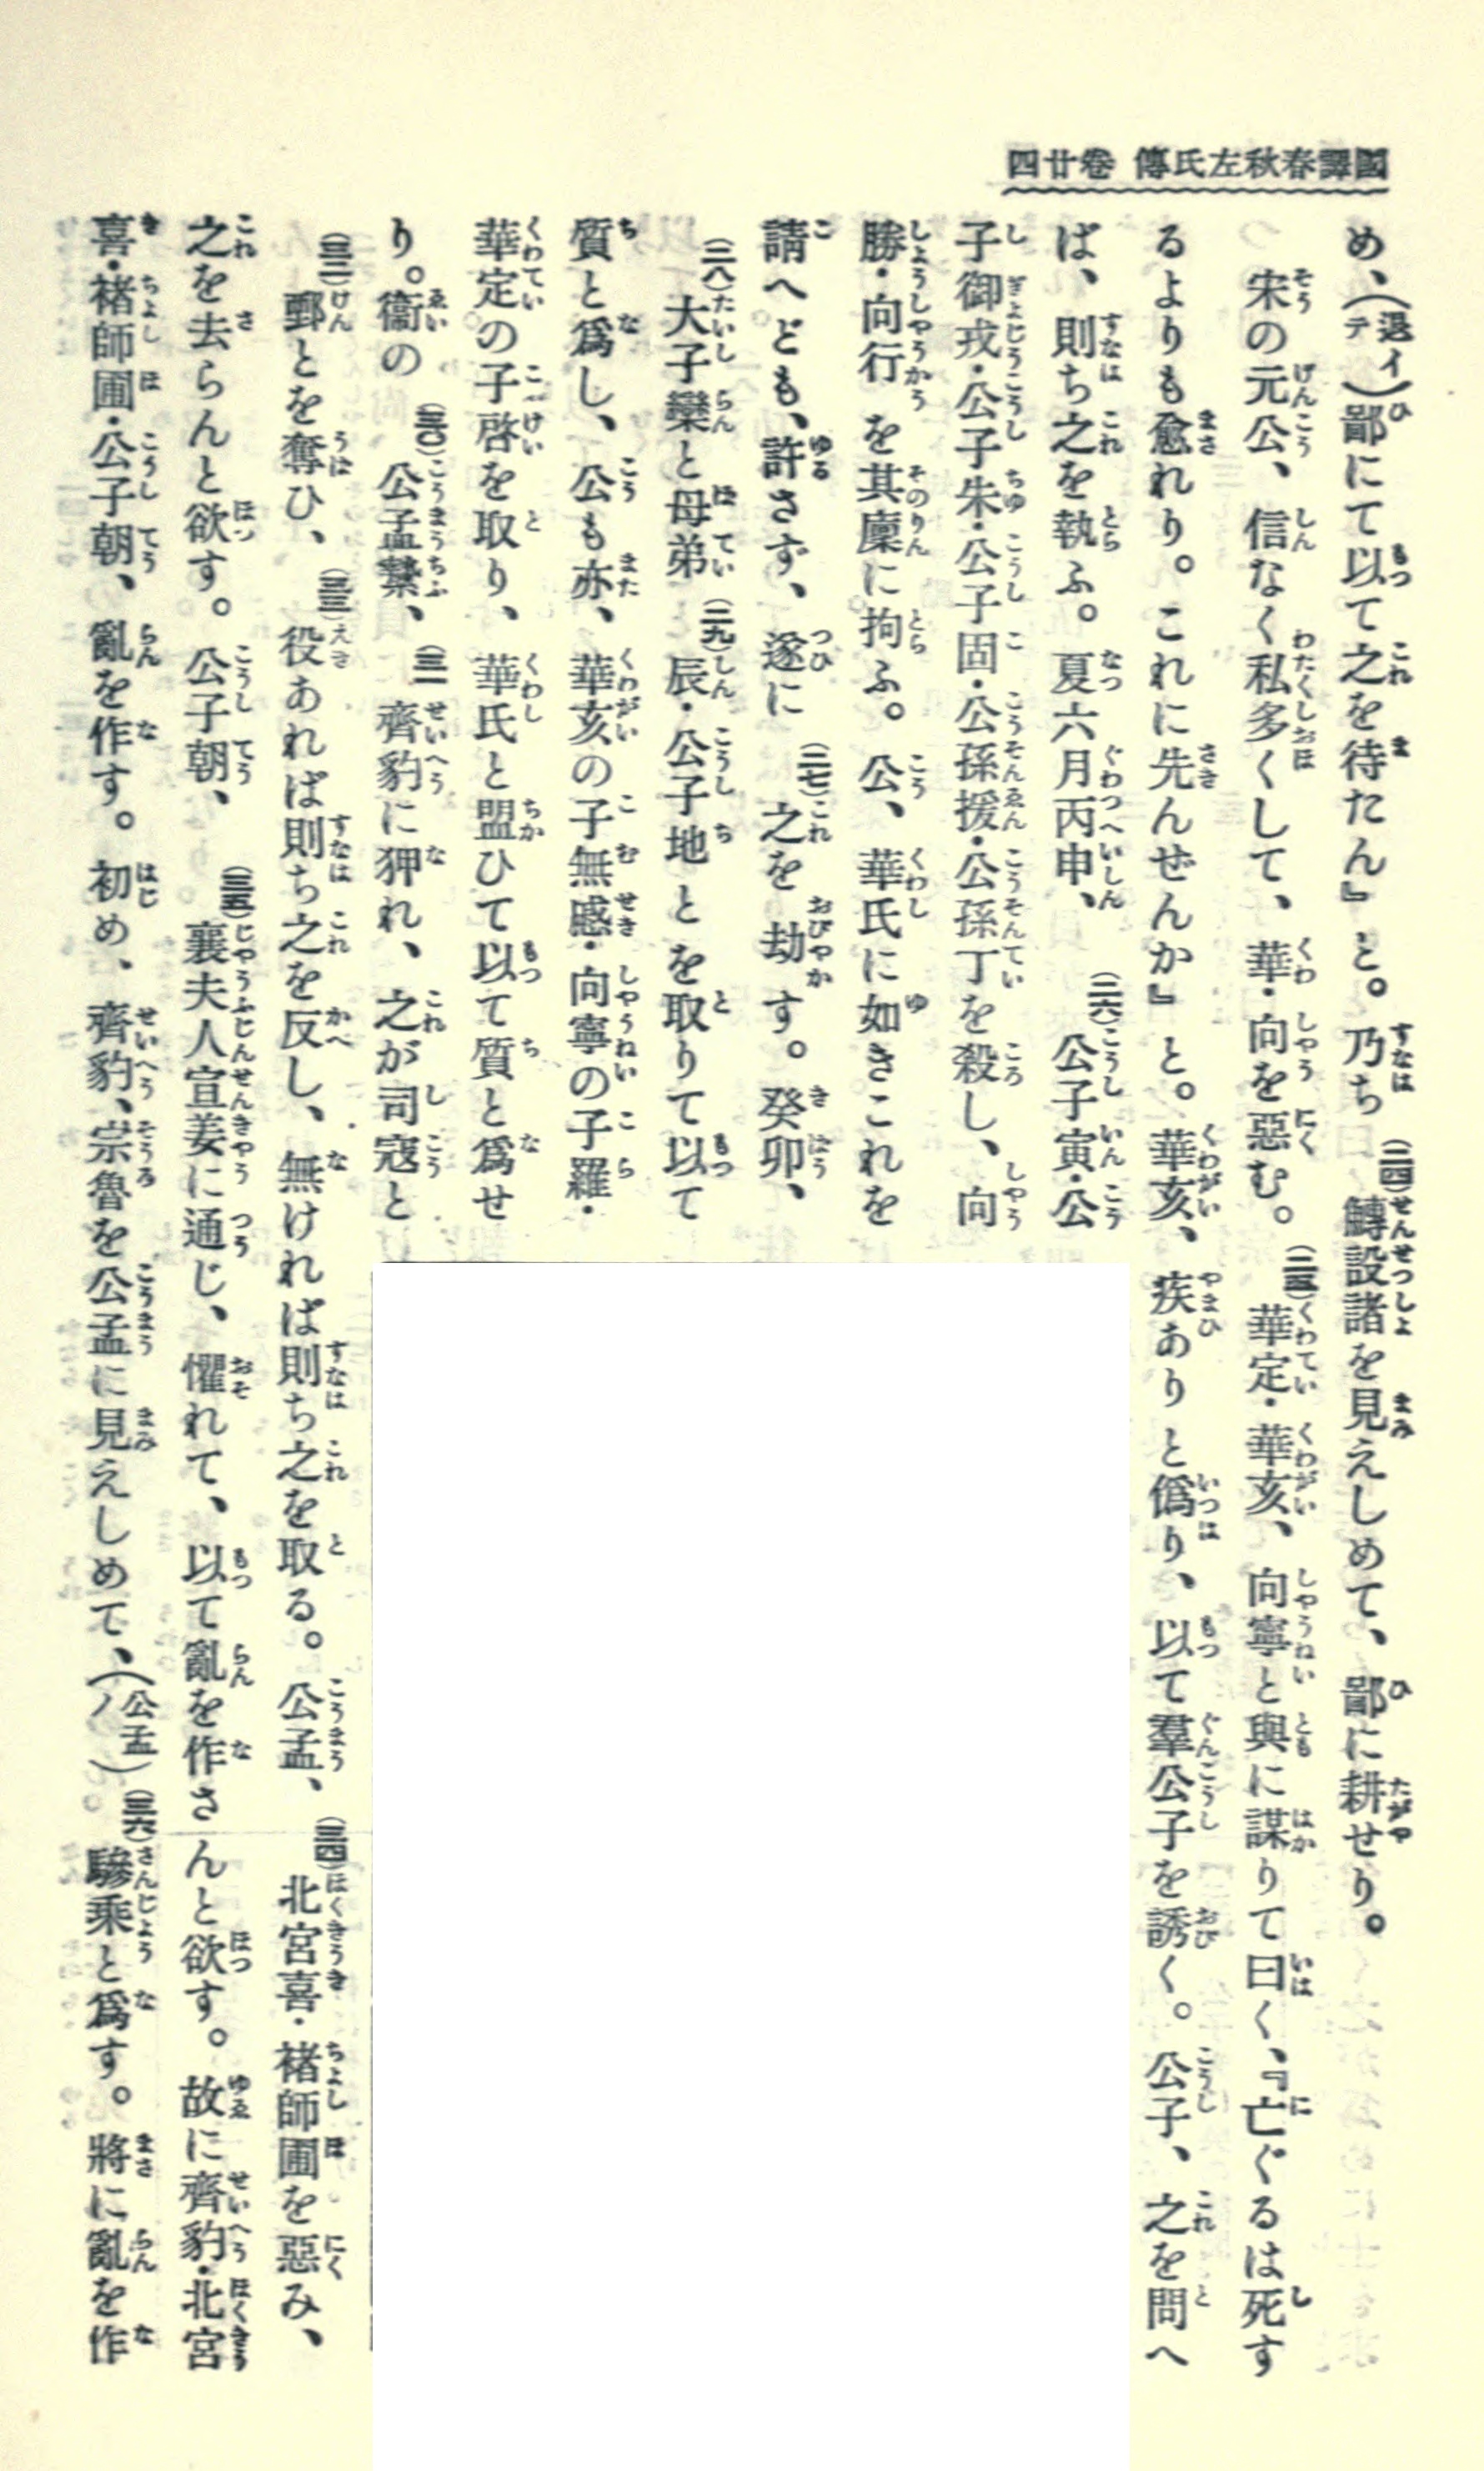 國譯春秋左氏傳 卷廿四
め、(退イテ)鄙にて以て之を待たん』と。乃ち(二四)鱄設諸を見えしめて、鄙に耕せり。
宋の元公、信なく私多くして、華・向を惡む。(二五)華定・華亥、向寧と與に謀りて曰く、『亡ぐるは死す
るよりも愈れり。これに先んぜんか』と。華亥、疾ありと僞り、以て羣公子を誘く。公子、之を問へ
ば、則ち之を執ふ。夏六月丙申、(二六)公子寅・公
子御戎・公子朱・公子固・公孫援・公孫丁を殺し、向
勝・向行を其廩に拘ふ。公、華氏に如きこれを
請へども、許さず、遂に(二七)之を劫す。癸卯、
(二八)大子欒と母弟(二九)辰・公子地とを取りて以て
質と爲し、公も亦、華亥の子無慼・向寧の子羅・
華定の子啓を取り、華氏と盟ひて以て質と爲せ
り。衞の(三〇)公孟縶、(三一)齊豹に狎れ、之が司寇と
(三二)鄄とを奪ひ、(三三)役あれば則ち之を反し、無ければ則ち之を取る。公孟、(三四)北宮喜・褚師圃を惡み、
之を去らんと欲す。公子朝、(三五)襄夫人宣姜に通じ、懼れて、以て亂を作さんと欲す。故に齊豹・北宮
喜・褚師圃・公子朝、亂を作す。初め、齊豹、宗魯を公孟に見えしめて、(公孟ノ)(三六)驂乘と爲す。將に亂を作